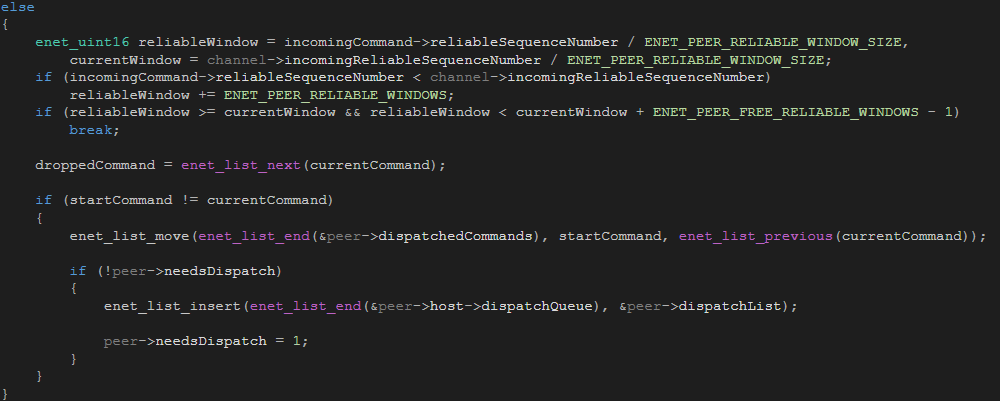 else
{
enet_uint16 reliableWindow = incomingCommand->reliableSequenceNumber / ENET_PEER_RELIABLE_WINDOW_SIZE,
currentWindow = channel->incomingReliableSequenceNumber / ENET_PEER_RELIABLE_WINDOW_SIZE;
if (incomingCommand->reliableSequenceNumber < channel->incomingReliableSequenceNumber)
reliableWindow += ENET_PEER_RELIABLE_WINDOWS;
if (reliableWindow >= currentWindow && reliableWindow < currentWindow + ENET_PEER_FREE_RELIABLE_WINDOWS - 1)
break;
droppedCommand = enet_list_next(currentCommand);
if (startCommand != currentCommand)
{
enet_list_move(enet_list_end(&peer->dispatchedCommands), startCommand, enet_list_previous(currentCommand));
if (!peer->needsDispatch)
{
enet_list_insert(enet_list_end(&peer->host->dispatchQueue), &peer->dispatchList);
peer->needsDispatch = 1;
}
}
}